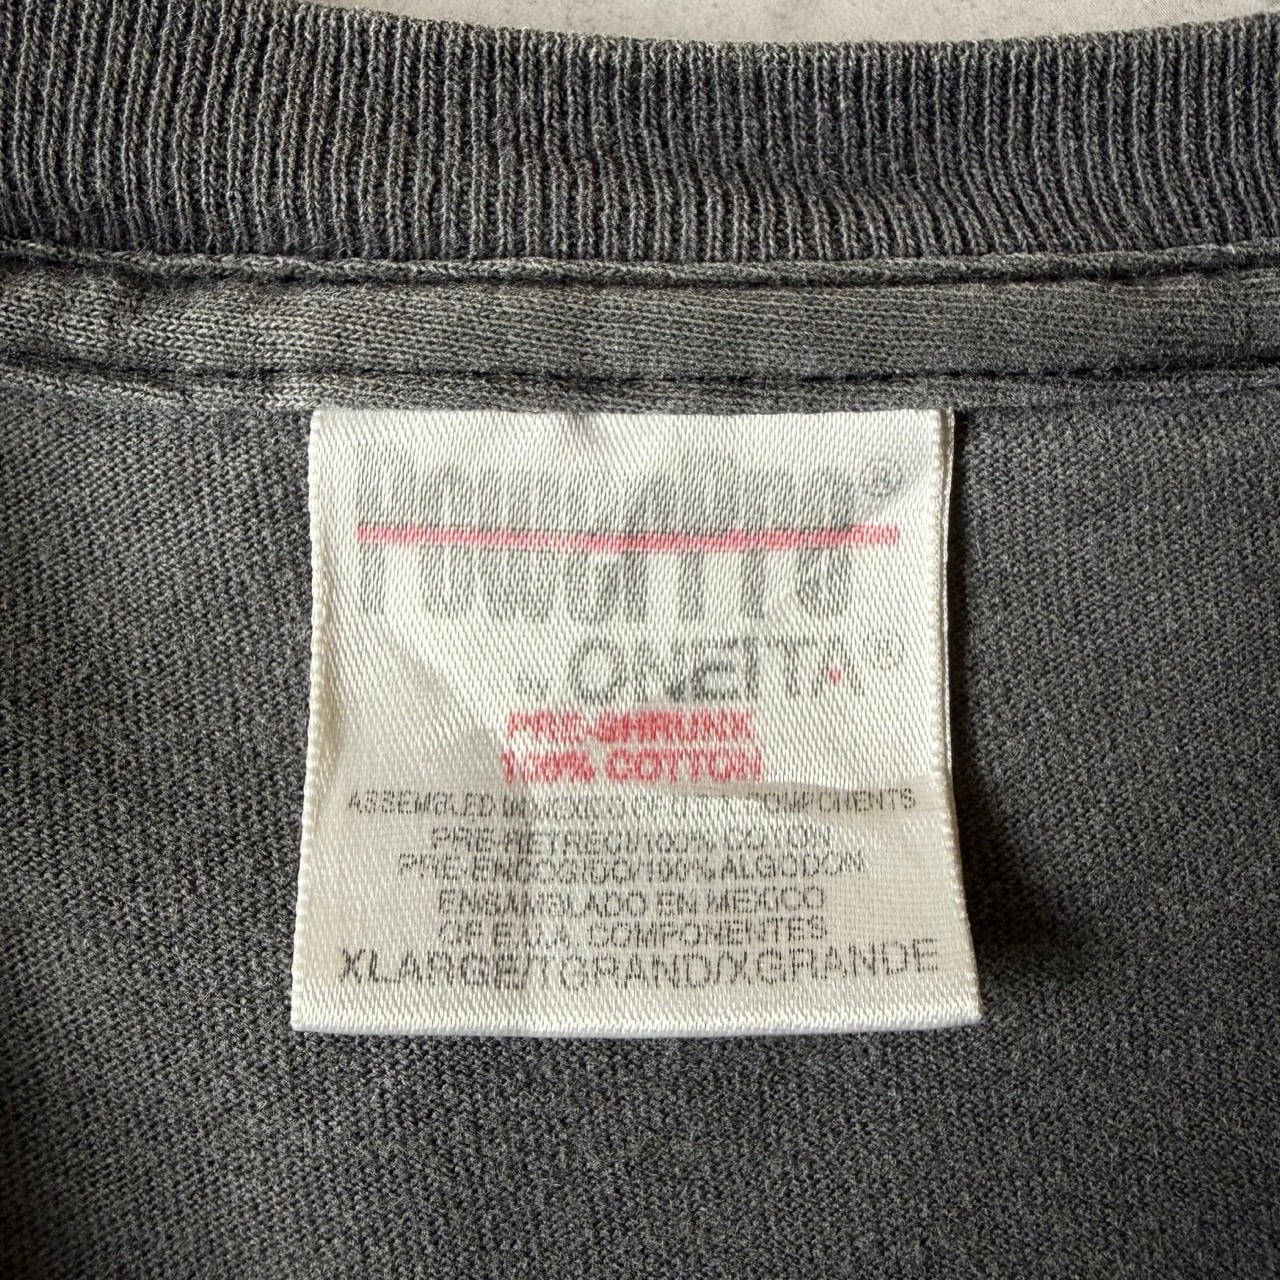 ®
by ONEITA®
PRE-SHRUNK
100% COTTON
ASSEMBLED IN MEXICO OF U.S.A. COMPONENTS
PRE-RETRECI/100% COTON
PRE-ENCOGIDO/100% ALGODON
ENSAMBLADO EN MEXICO
OF E.U.A. COMPONENTES
XLARGE/TGRAND/XGRANDE